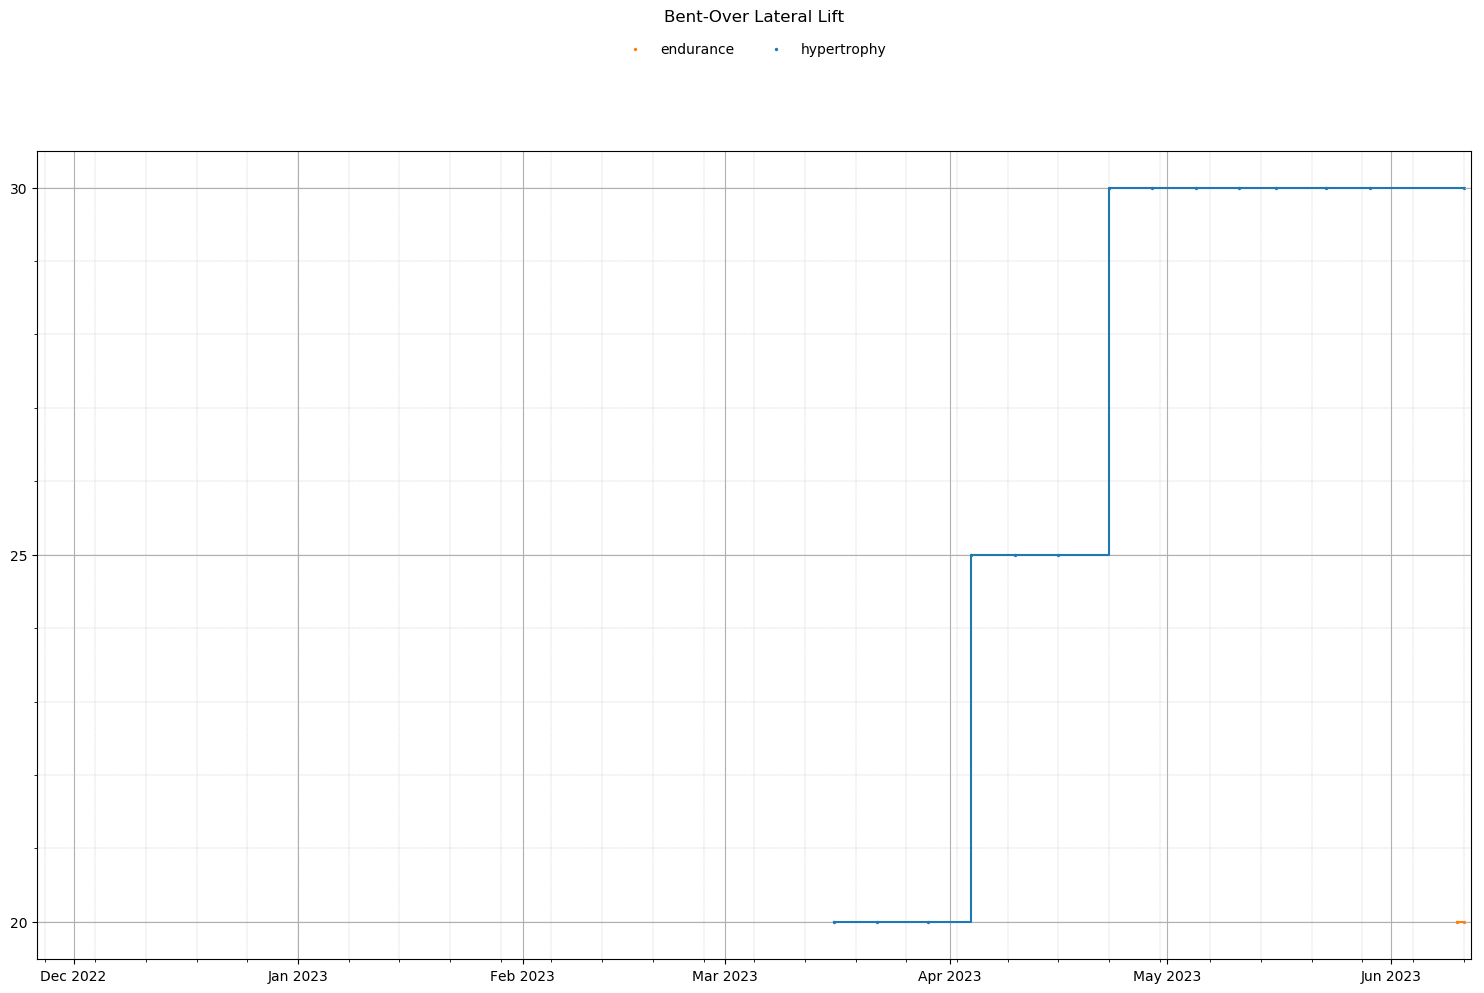 Bent-Over Lateral Lift
endurance hypertrophy
30
25
20
Dec 2022 Jan 2023 Feb 2023 Mar 2023 Apr 2023 May 2023 Jun 2023